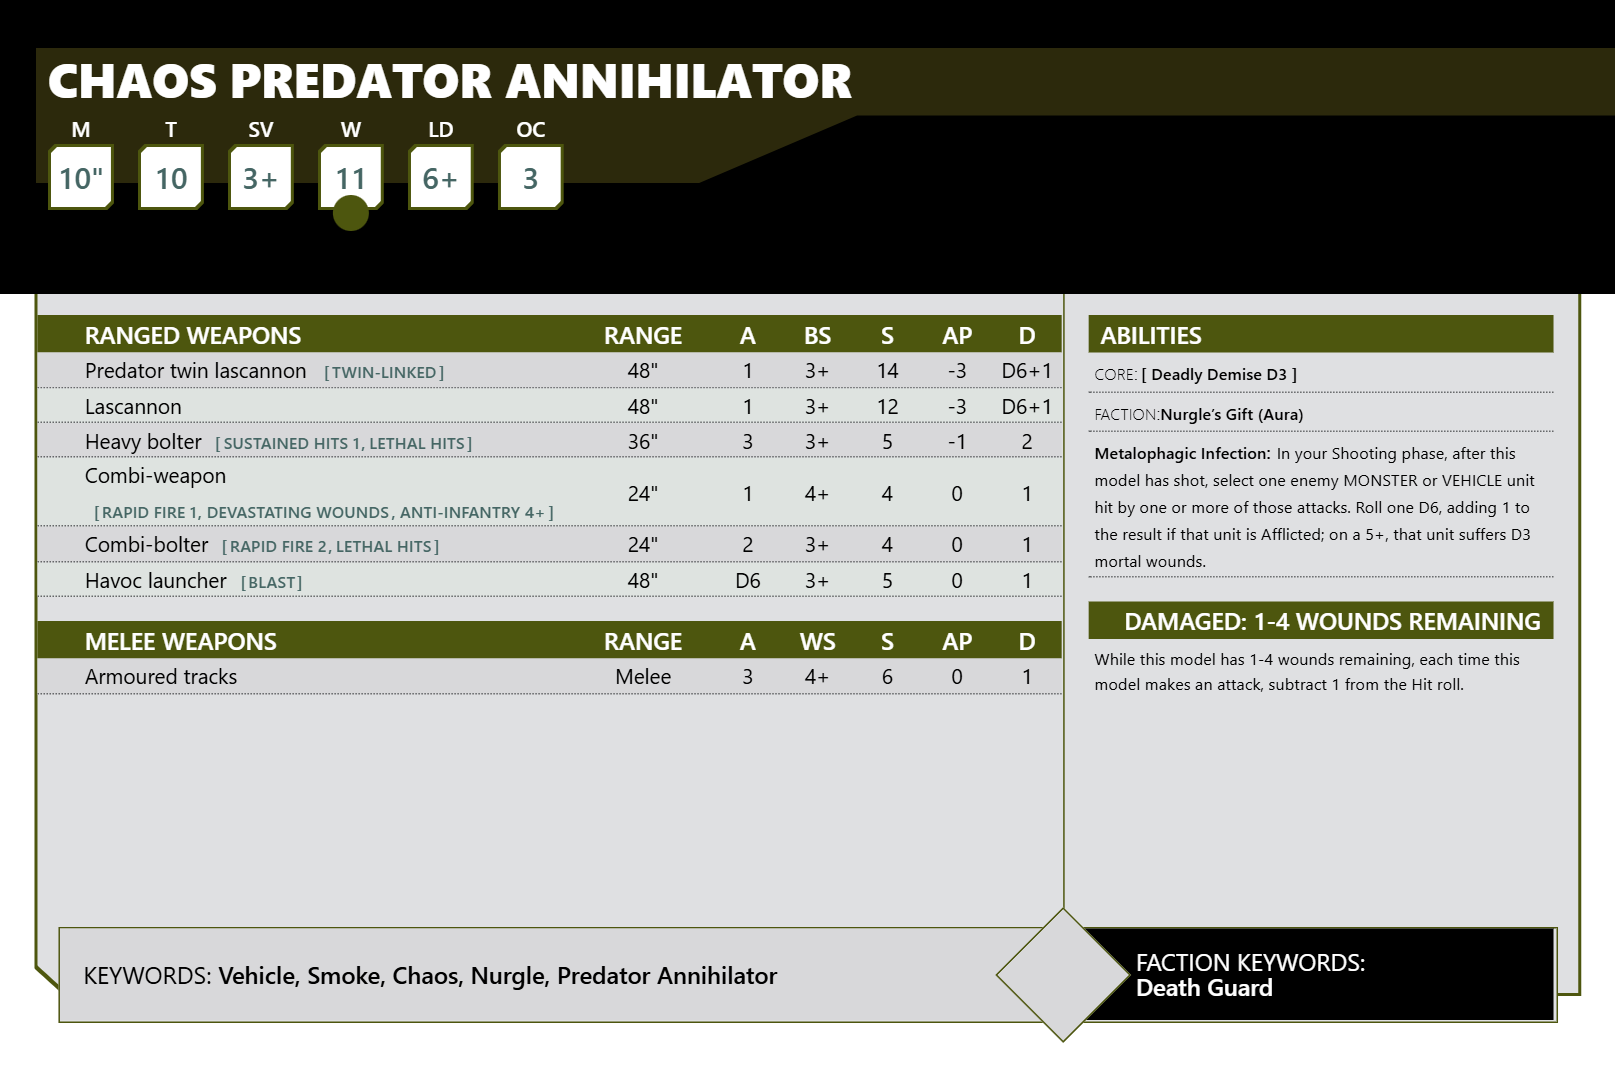 CHAOS PREDATOR ANNIHILATOR
M T SV W LD OC
10" 10 3+ 11 6+ 3
RANGED WEAPONS RANGE A BS S AP D
Predator twin lascannon [TWIN-LINKED] 48" 1 3+ 14 -3 D6+1
Lascannon 48" 1 3+ 12 -3 D6+1
Heavy bolter [SUSTAINED HITS 1, LETHAL HITS] 36" 3 3+ 5 -1 2
Combi-weapon
[RAPID FIRE 1, DEVASTATING WOUNDS, ANTI-INFANTRY 4+] 24" 1 4+ 4 0 1
Combi-bolter [RAPID FIRE 2, LETHAL HITS] 24" 2 3+ 4 0 1
Havoc launcher [BLAST] 48" D6 3+ 5 0 1
MELEE WEAPONS RANGE A WS S AP D
Armoured tracks Melee 3 4+ 6 0 1
ABILITIES
CORE: [ Deadly Demise D3 ]
FACTION:Nurgle's Gift (Aura)
Metalophagic Infection: In your Shooting phase, after this
model has shot, select one enemy MONSTER or VEHICLE unit
hit by one or more of those attacks. Roll one D6, adding 1 to
the result if that unit is Afflicted; on a 5+, that unit suffers D3
mortal wounds.
DAMAGED: 1-4 WOUNDS REMAINING
While this model has 1-4 wounds remaining, each time this
model makes an attack, subtract 1 from the Hit roll.
KEYWORDS: Vehicle, Smoke, Chaos, Nurgle, Predator Annihilator
FACTION KEYWORDS:
Death Guard